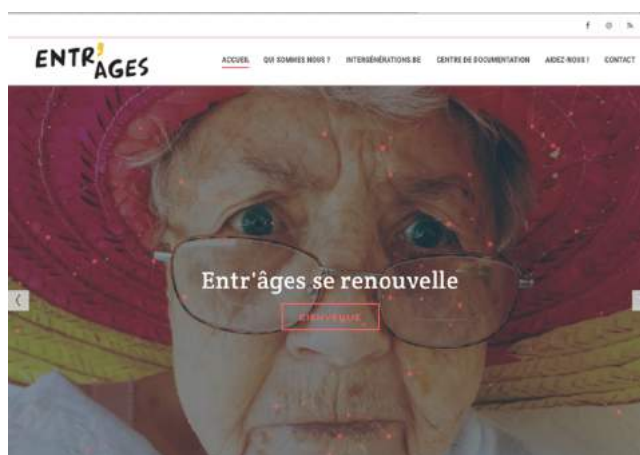 ENTR'AGES
ACCUEIL QUI SOMMES NOUS ? INTERGÉNÉRATIONS.BE CENTRE DE DOCUMENTATION AIDEZ-NOUS ! CONTACT
Entr'âges se renouvelle
BIENVENUE